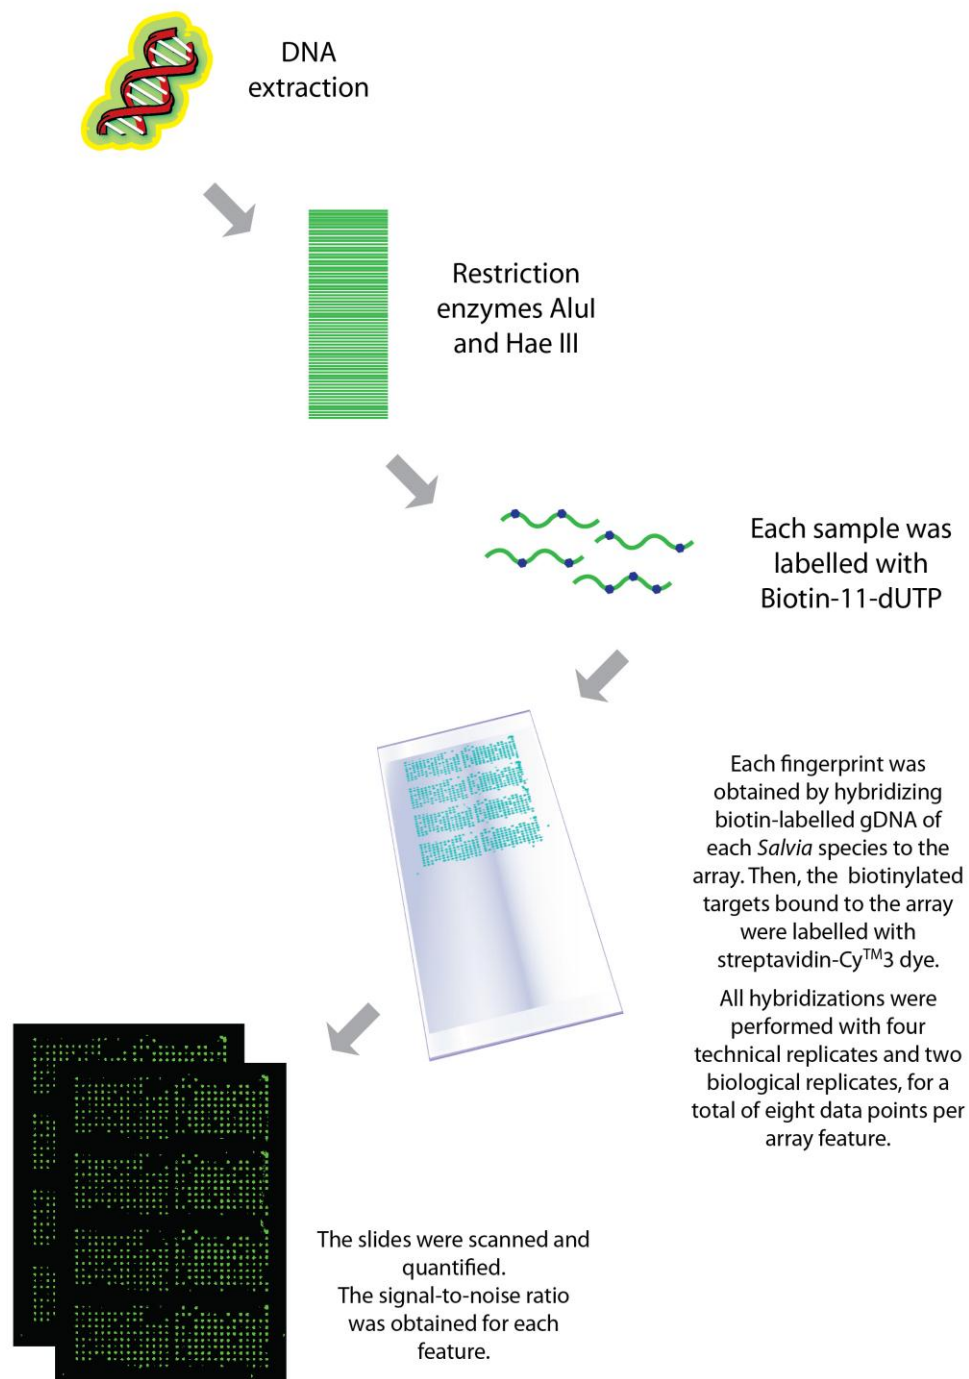 DNA
extraction
Restriction
enzymes AluI
and Hae III
Each sample was
labelled with
Biotin-11-dUTP
Each fingerprint was
obtained by hybridizing
biotin-labelled gDNA of
each Salvia species to the
array. Then, the biotinylated
targets bound to the array
were labelled with
streptavidin-Cy™3 dye.
All hybridizations were
performed with four
technical replicates and two
biological replicates, for a
total of eight data points per
array feature.
The slides were scanned and
quantified.
The signal-to-noise ratio
was obtained for each
feature.